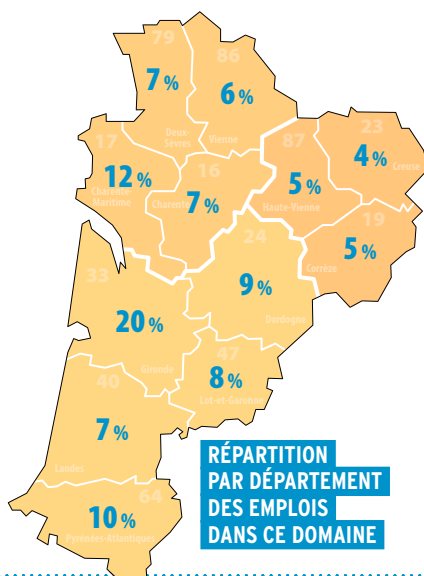 79
7 %
Deux-
Sèvres
86
6 %
Vienne
17
12 %
Charente-
Maritime
16
7 %
Charente
87
5 %
Haute-Vienne
23
4 %
Creuse
19
5 %
Corrèze
24
9 %
Dordogne
33
20 %
Gironde
47
8 %
Lot-et-Garonne
40
7 %
Landes
64
10 %
Pyrénées-Atlantiques
RÉPARTITION
PAR DÉPARTEMENT
DES EMPLOIS
DANS CE DOMAINE